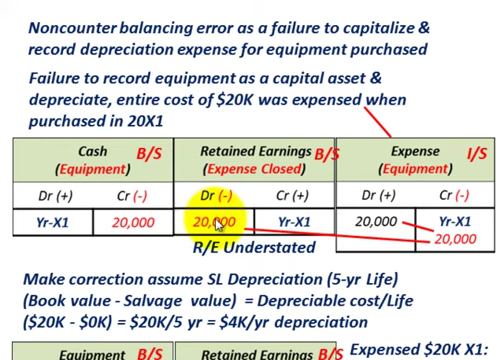 Noncounter balancing error as a failure to capitalize &
record depreciation expense for equipment purchased
Failure to record equipment as a capital asset &
depreciate, entire cost of $20K was expensed when
purchased in 20X1
Cash B/S
(Equipment)
Dr (+) Cr (-)
Yr-X1 20,000
Retained Earnings B/S
(Expense Closed)
Dr (-) Cr (+)
20,000 Yr-X1
R/E Understated
Expense I/S
(Equipment)
Dr (+) Cr (-)
20,000 Yr-X1
20,000
Make correction assume SL Depreciation (5-yr Life)
(Book value - Salvage value) = Depreciable cost/Life
($20K - $0K) = $20K/5 yr = $4K/yr depreciation
Equipment B/S
Retained Earnings
Expensed $20K X1: